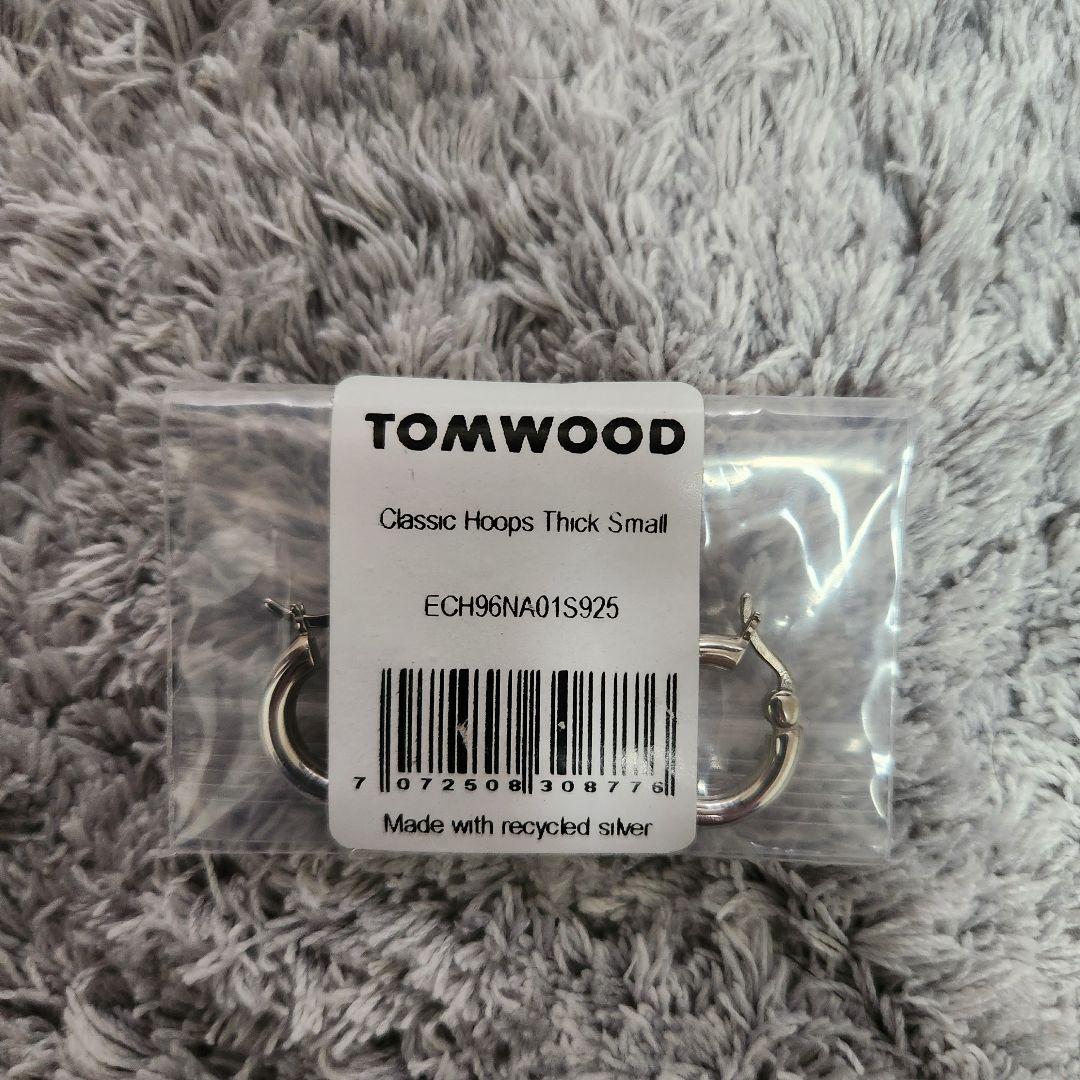 TOMWOOD
Classic Hoops Thick Small
ECH96NA01S925
7 072508 308776
Made with recycled silver